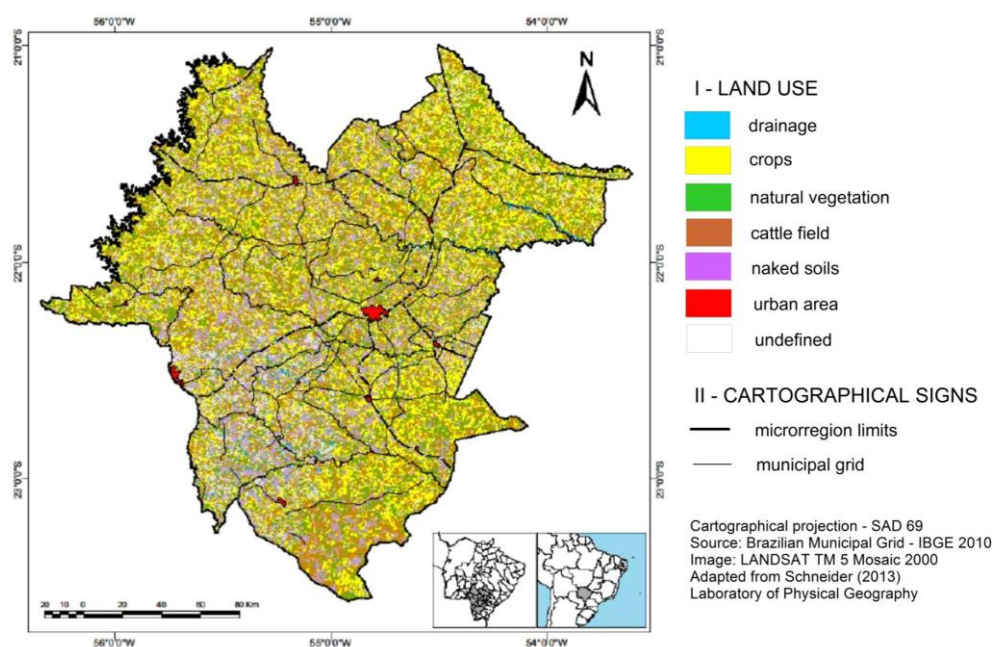 56°0'0"W 55°0'0"W 54°0'0"W
21°0'0"S 21°0'0"S
N
22°0'0"S 22°0'0"S
23°0'0"S 23°0'0"S
20 10 0 20 40 60 80 Km
56°0'0"W 55°0'0"W 54°0'0"W
I - LAND USE
drainage
crops
natural vegetation
cattle field
naked soils
urban area
undefined
II - CARTOGRAPHICAL SIGNS
microrregion limits
municipal grid
Cartographical projection - SAD 69
Source: Brazilian Municipal Grid - IBGE 2010
Image: LANDSAT TM 5 Mosaic 2000
Adapted from Schneider (2013)
Laboratory of Physical Geography